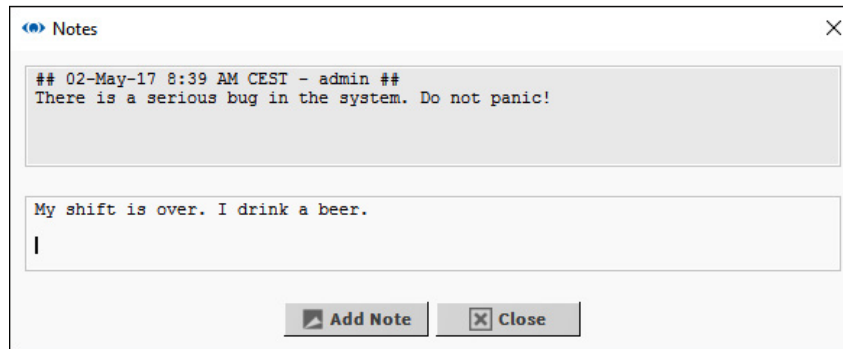 Notes
## 02-May-17 8:39 AM CEST - admin ##
There is a serious bug in the system. Do not panic!
My shift is over. I drink a beer.
Add Note
Close